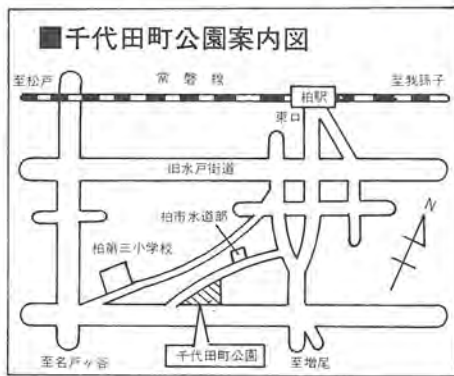 ■千代田町公園案内図
至松戸
常磐線
至我孫子
柏駅
東口
旧水戸街道
柏市水道部
柏第三小学校
N
千代田町公園
至名戸ヶ谷
至増尾